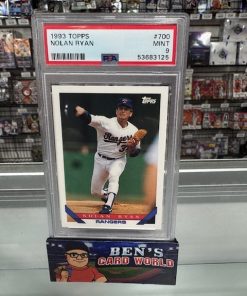 1993 TOPPS #700
NOLAN RYAN MINT
PSA 9
53683125
Topps
Rangers
NOLAN RYAN
RANGERS
BEN'S
CARD WORLD